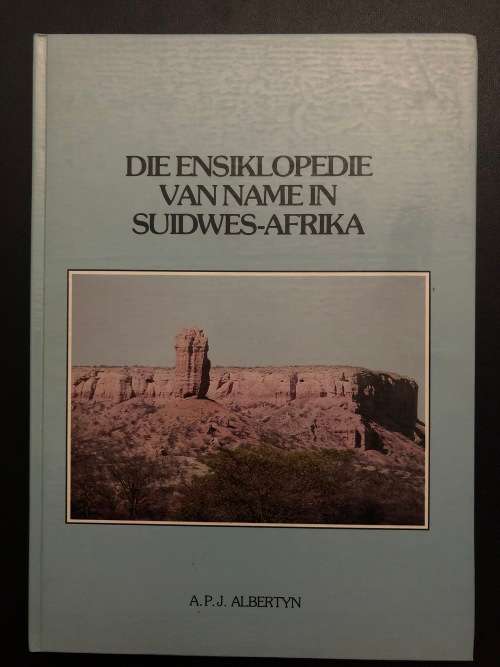 DIE ENSIKLOPEDIE
VAN NAME IN
SUIDWES-AFRIKA
A.P.J. ALBERTYN